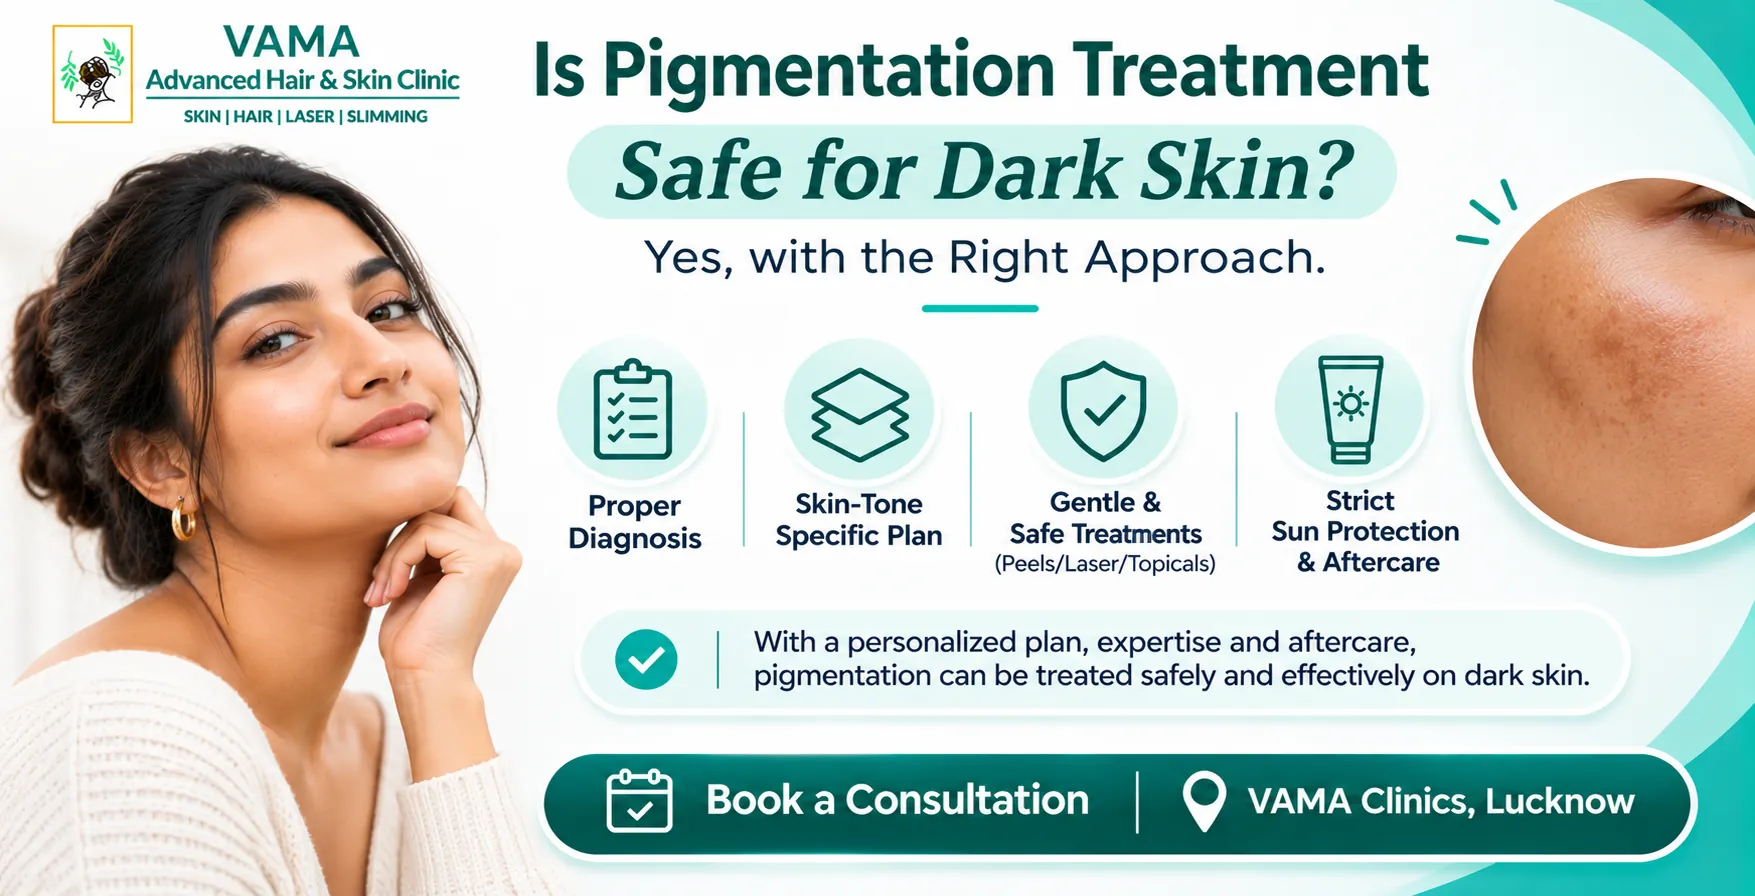 VAMA
Advanced Hair & Skin Clinic
SKIN | HAIR | LASER | SLIMMING
Is Pigmentation Treatment
Safe for Dark Skin?
Yes, with the Right Approach.
Proper
Diagnosis
Skin-Tone
Specific Plan
Gentle &
Safe Treatments
(Peels/Laser/Topicals)
Strict
Sun Protection
& Aftercare
With a personalized plan, expertise and aftercare,
pigmentation can be treated safely and effectively on dark skin.
Book a Consultation
VAMA Clinics, Lucknow